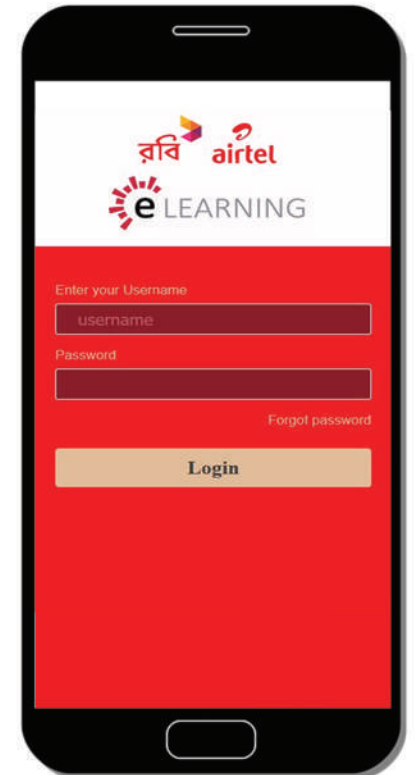 রবি airtel
e LEARNING
Enter your Username
username
Password
Forgot password
Login